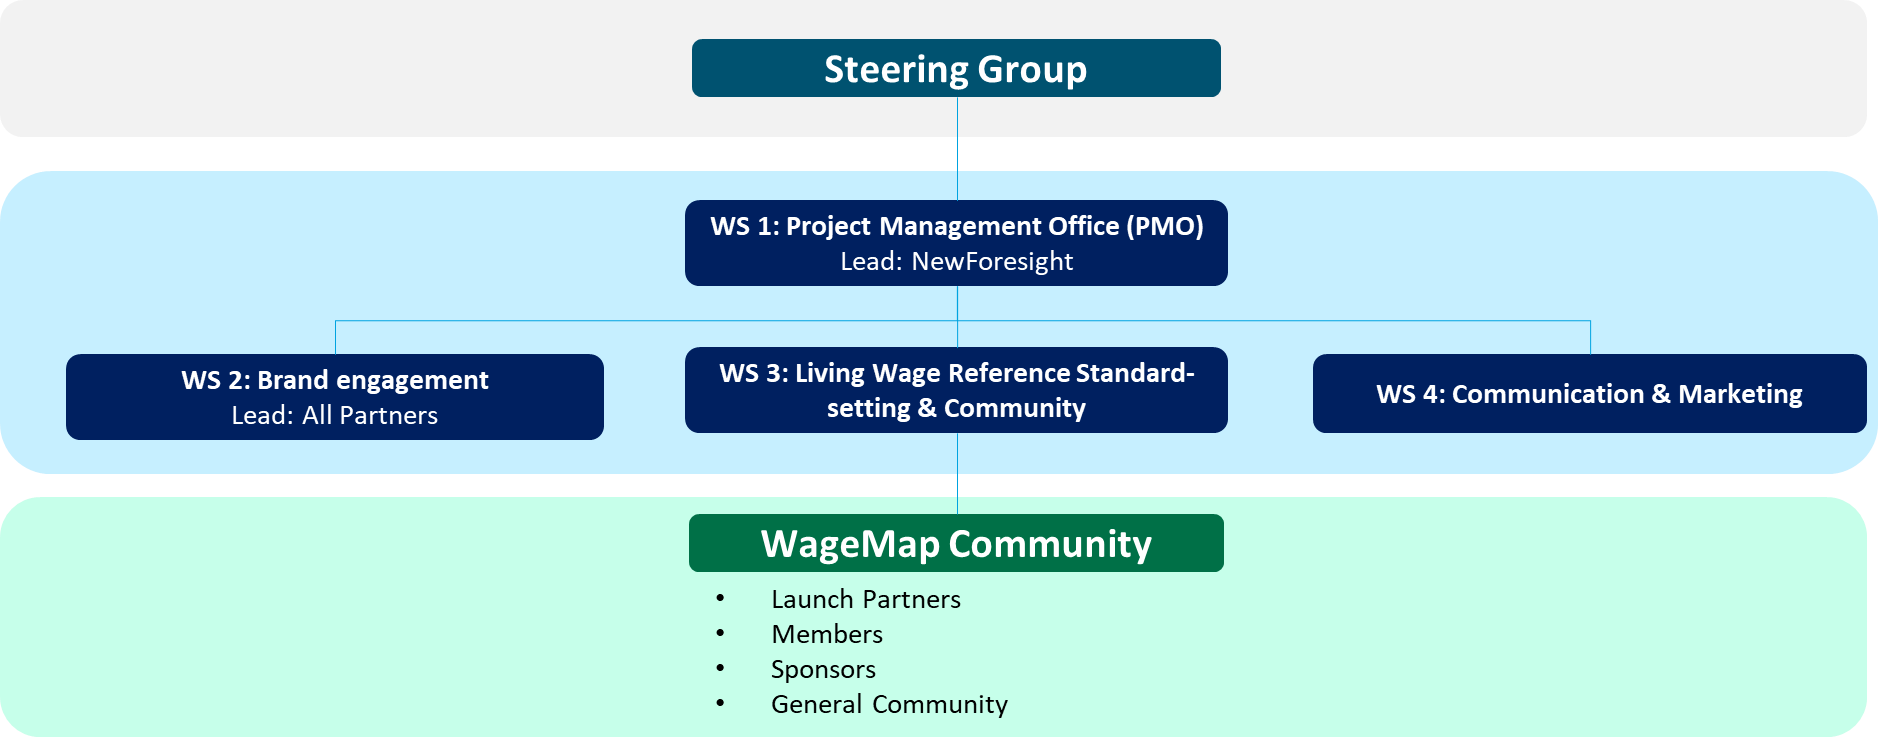 Steering Group
WS 1: Project Management Office (PMO)
Lead: NewForesight
WS 2: Brand engagement
Lead: All Partners
WS 3: Living Wage Reference Standard-
setting & Community
WS 4: Communication & Marketing
WageMap Community
• Launch Partners
• Members
• Sponsors
• General Community